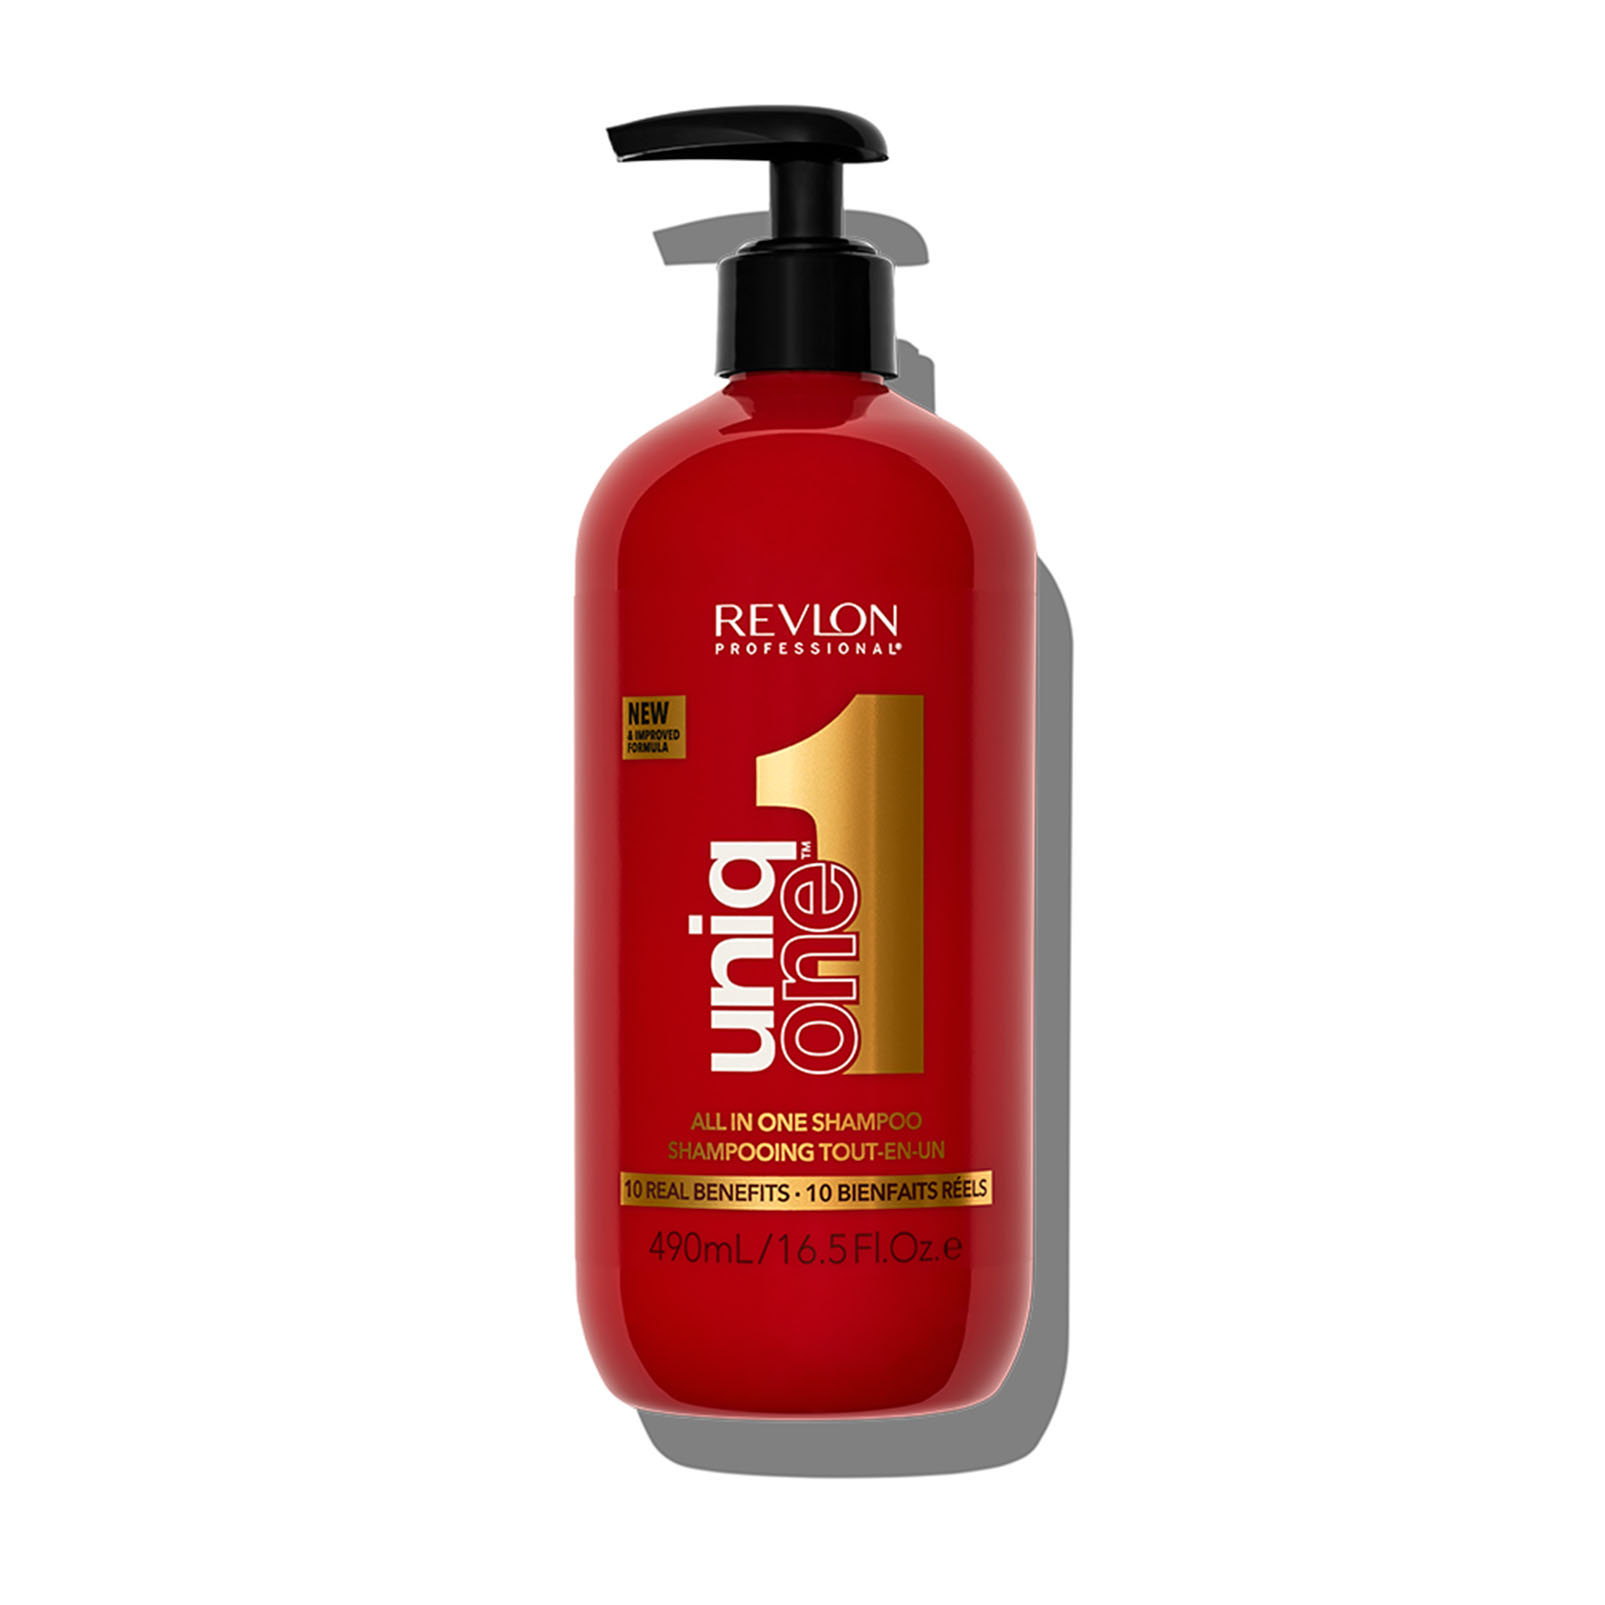 REVLON
PROFESSIONAL®
NEW
& IMPROVED
FORMULA
1
uniq
one™
ALL IN ONE SHAMPOO
SHAMPOOING TOUT-EN-UN
10 REAL BENEFITS · 10 BIENFAITS RÉELS
490mL/16.5Fl.Oz.℮